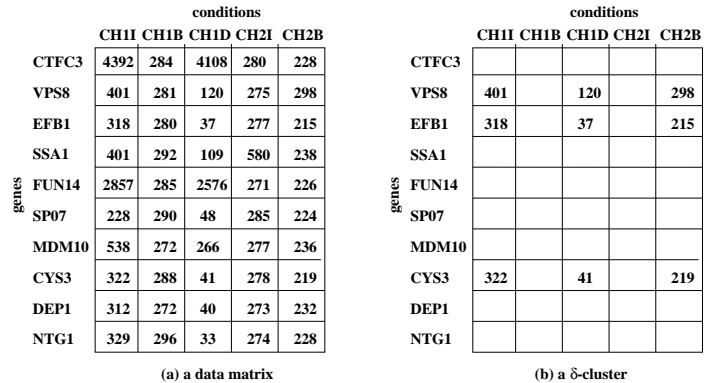 conditions
CH1I CH1B CH1D CH2I CH2B
CTFC3 4392 284 4108 280 228
VPS8 401 281 120 275 298
EFB1 318 280 37 277 215
SSA1 401 292 109 580 238
FUN14 2857 285 2576 271 226
SP07 228 290 48 285 224
MDM10 538 272 266 277 236
CYS3 322 288 41 278 219
DEP1 312 272 40 273 232
NTG1 329 296 33 274 228
genes
(a) a data matrix
conditions
CH1I CH1B CH1D CH2I CH2B
CTFC3
VPS8 401 120 298
EFB1 318 37 215
SSA1
FUN14
SP07
MDM10
CYS3 322 41 219
DEP1
NTG1
genes
(b) a δ-cluster